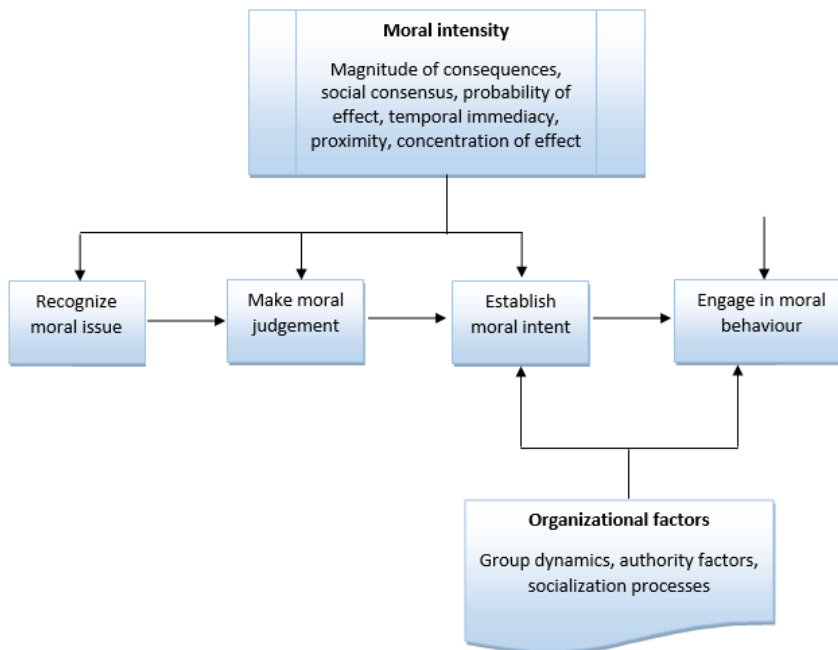 Moral intensity
Magnitude of consequences,
social consensus, probability of
effect, temporal immediacy,
proximity, concentration of effect
Recognize
moral issue
Make moral
judgement
Establish
moral intent
Engage in moral
behaviour
Organizational factors
Group dynamics, authority factors,
socialization processes